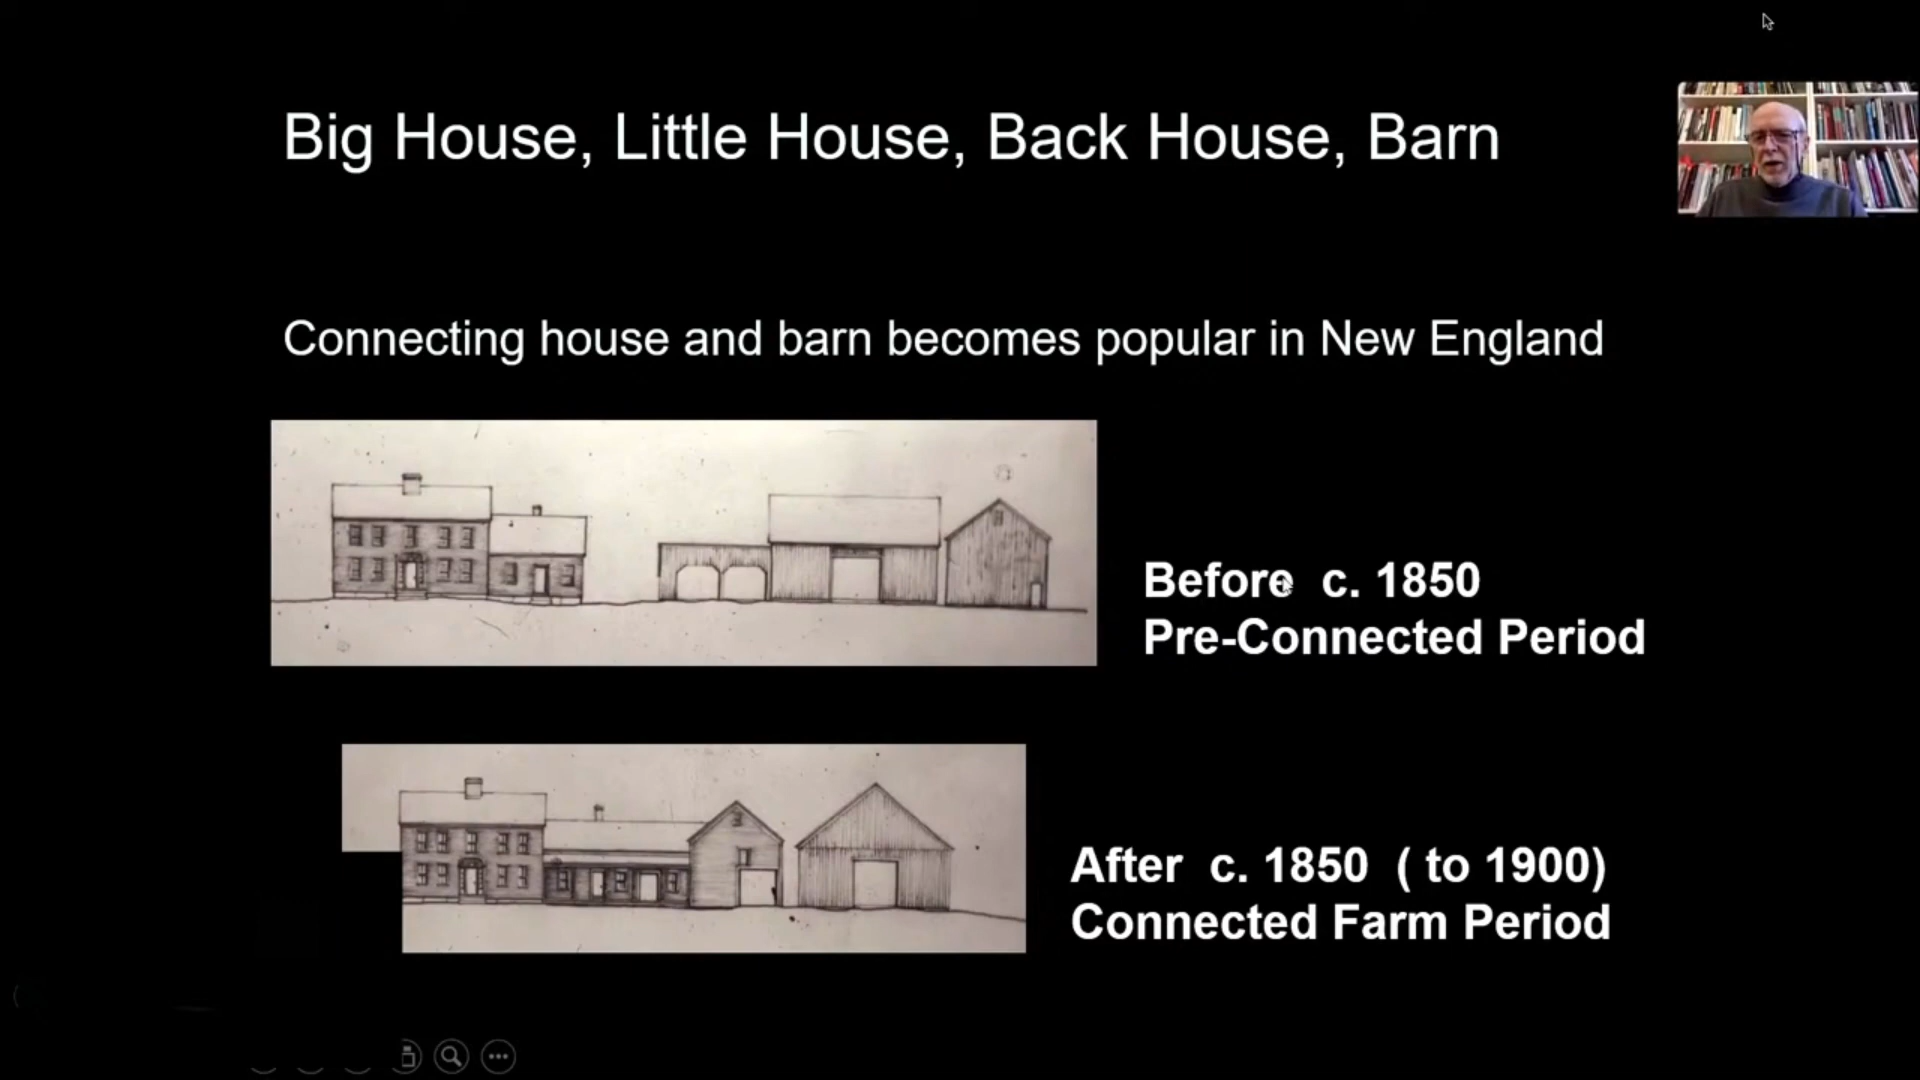 Big House, Little House, Back House, Barn
Connecting house and barn becomes popular in New England
Before c. 1850
Pre-Connected Period
After c. 1850 ( to 1900)
Connected Farm Period